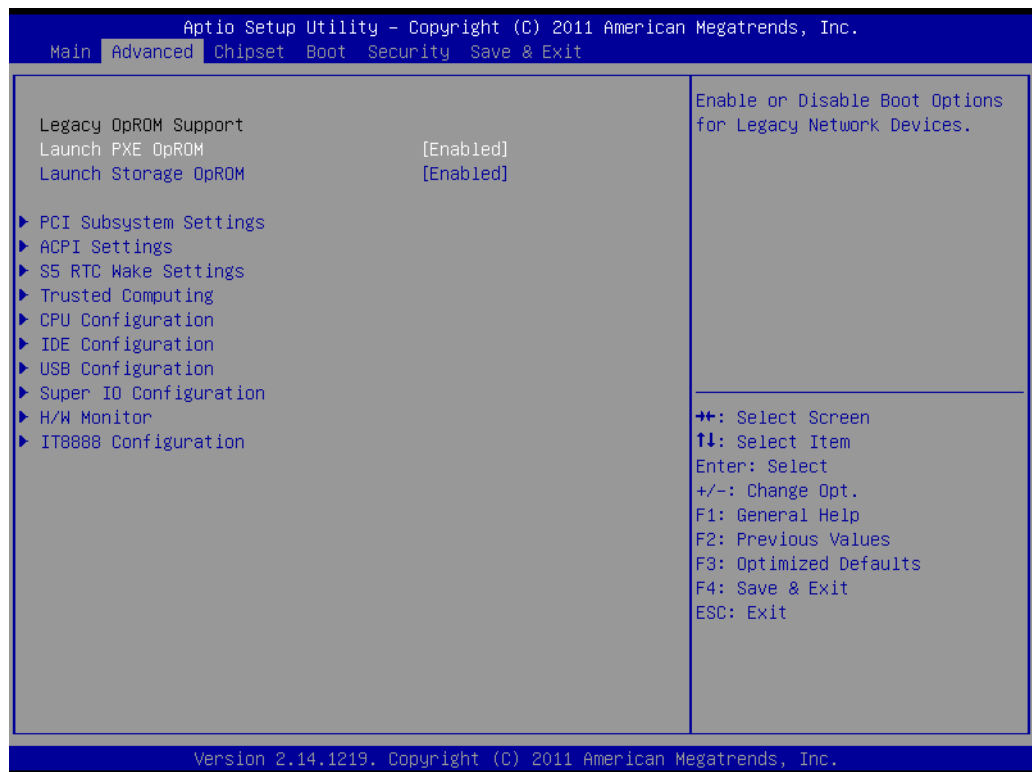 Aptio Setup Utility – Copyright (C) 2011 American Megatrends, Inc.
Main Advanced Chipset Boot Security Save & Exit
Legacy OpROM Support
Launch PXE OpROM [Enabled]
Launch Storage OpROM [Enabled]
PCI Subsystem Settings
ACPI Settings
S5 RTC Wake Settings
Trusted Computing
CPU Configuration
IDE Configuration
USB Configuration
Super IO Configuration
H/W Monitor
IT8888 Configuration
Enable or Disable Boot Options
for Legacy Network Devices.
→←: Select Screen
↑↓: Select Item
Enter: Select
+/-: Change Opt.
F1: General Help
F2: Previous Values
F3: Optimized Defaults
F4: Save & Exit
ESC: Exit
Version 2.14.1219. Copyright (C) 2011 American Megatrends, Inc.